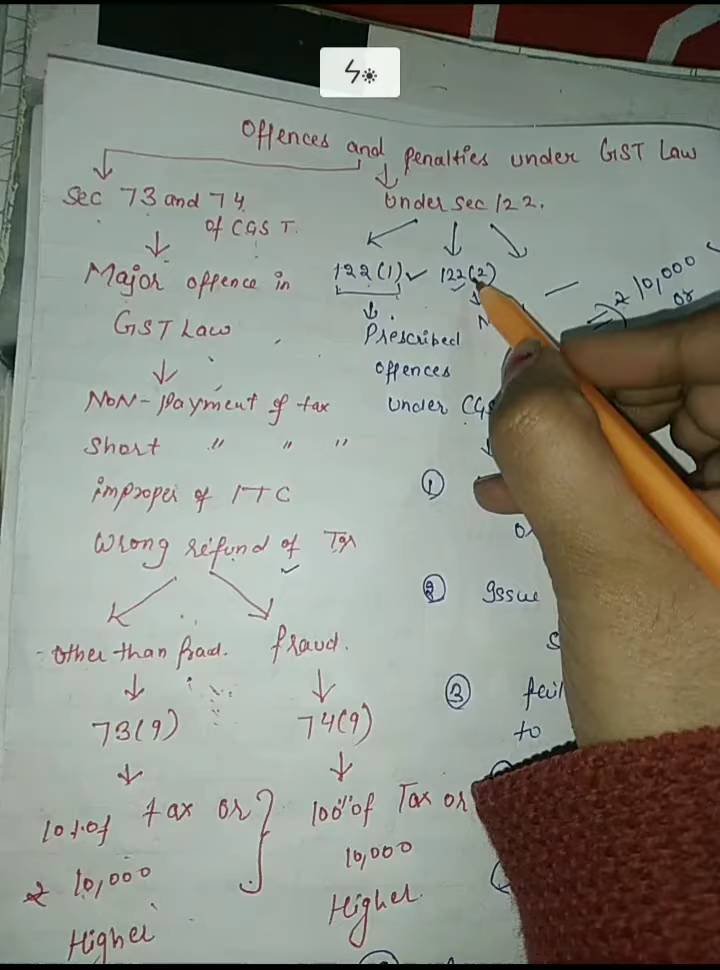 Offences and penalties under GST Law
Sec 73 and 74
of CGST.
Major offence in
GST Law
Non-payment of tax
Short " " "
improper of ITC
Wrong refund of
Other than frad.
fraud.
73(9)
74(9)
10% of tax or
₹ 10,000
Higher
100% of Tax or
10,000
Higher.
Under sec 122.
122(1) ✓ 122(2)
Prescribed
offences
under
① 
② Issue
③
to
₹ 10,000
or